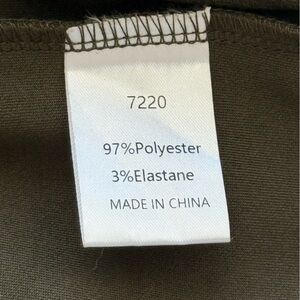 7220
97%Polyester
3%Elastane
MADE IN CHINA